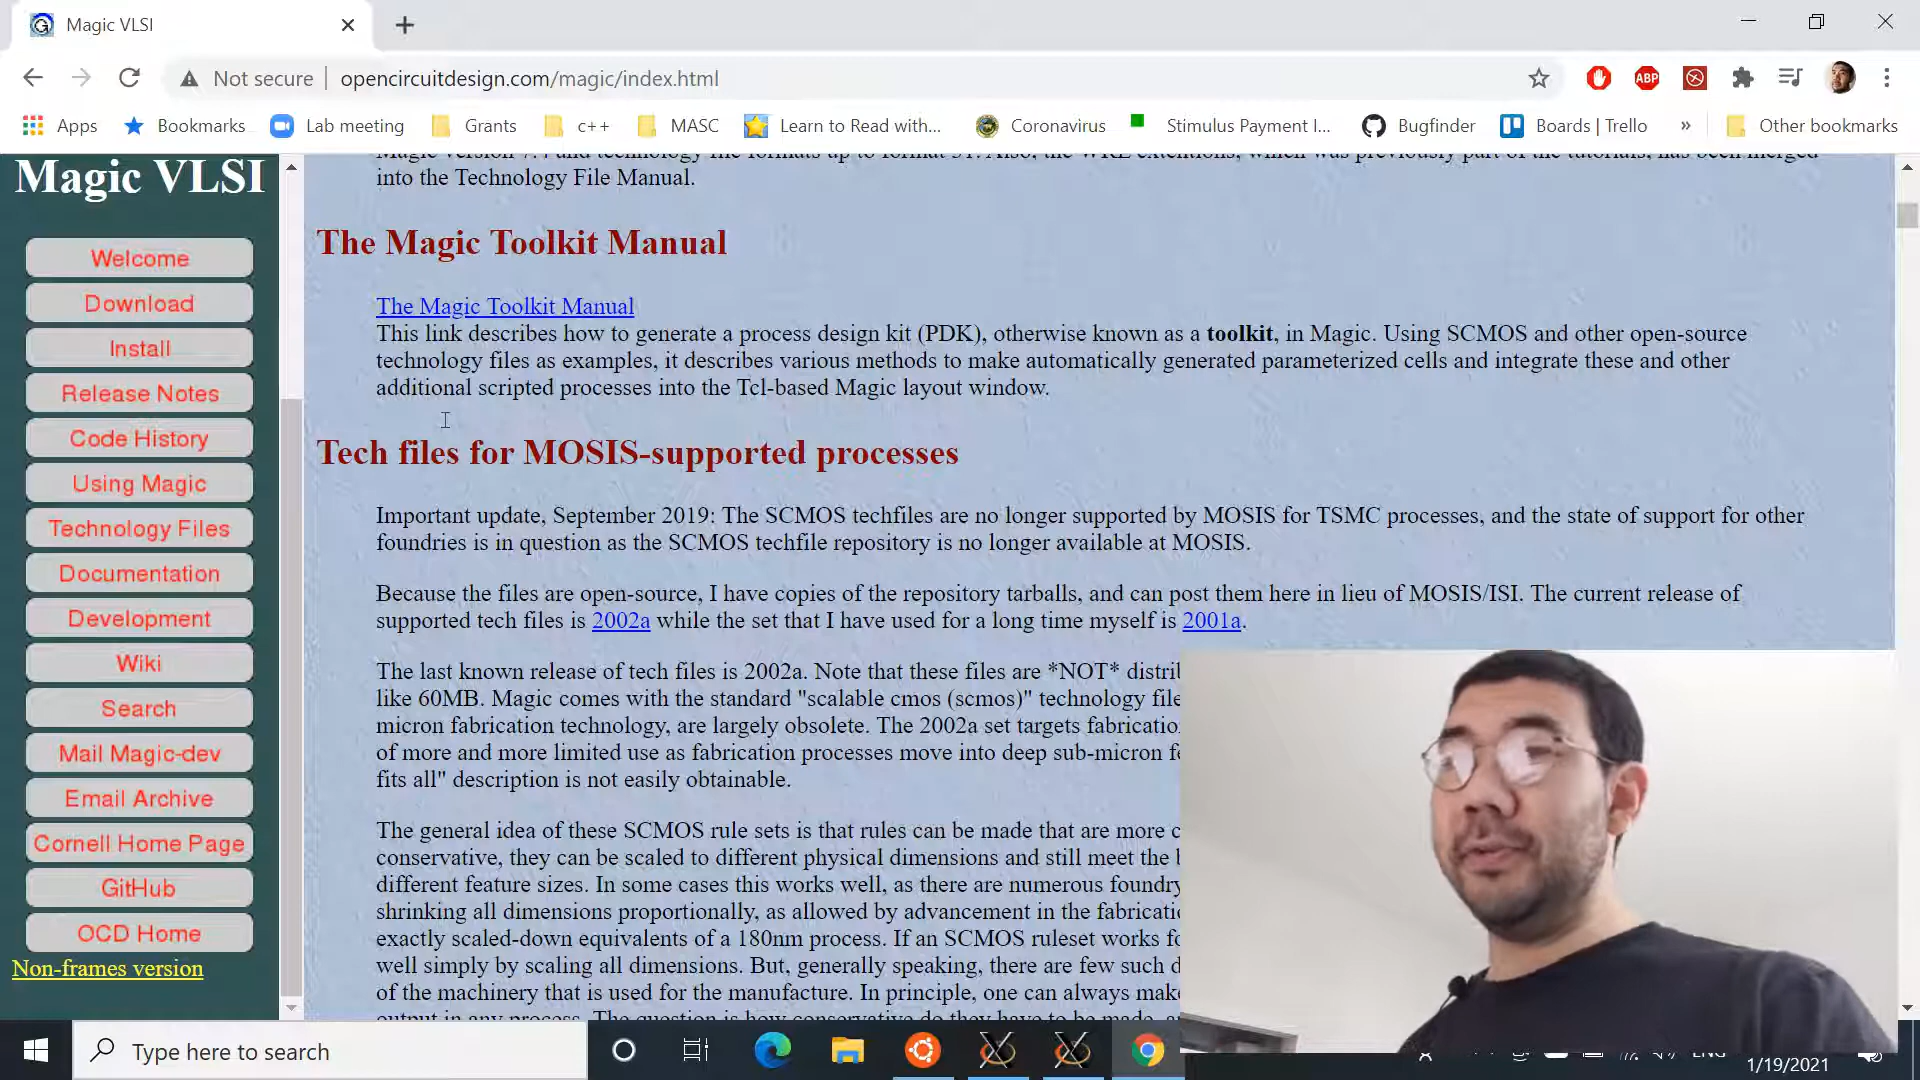 Magic VLSI
Not secure
opencircuitdesign.com/magic/index.html
ABP
Apps
Bookmarks
Lab meeting
Grants
c++
MASC
Learn to Read with...
Coronavirus
Stimulus Payment I...
Bugfinder
Boards | Trello
»
Other bookmarks
Magic VLSI
Welcome
Download
Install
Release Notes
Code History
Using Magic
Technology Files
Documentation
Development
Wiki
Search
Mail Magic-dev
Email Archive
Cornell Home Page
GitHub
OCD Home
Non-frames version
into the Technology File Manual.
The Magic Toolkit Manual
The Magic Toolkit Manual
This link describes how to generate a process design kit (PDK), otherwise known as a toolkit, in Magic. Using SCMOS and other open-source
technology files as examples, it describes various methods to make automatically generated parameterized cells and integrate these and other
additional scripted processes into the Tcl-based Magic layout window.
Tech files for MOSIS-supported processes
Important update, September 2019: The SCMOS techfiles are no longer supported by MOSIS for TSMC processes, and the state of support for other
foundries is in question as the SCMOS techfile repository is no longer available at MOSIS.
Because the files are open-source, I have copies of the repository tarballs, and can post them here in lieu of MOSIS/ISI. The current release of
supported tech files is 2002a while the set that I have used for a long time myself is 2001a.
The last known release of tech files is 2002a. Note that these files are *NOT* distri
like 60MB. Magic comes with the standard "scalable cmos (scmos)" technology file
micron fabrication technology, are largely obsolete. The 2002a set targets fabricatio
of more and more limited use as fabrication processes move into deep sub-micron fe
fits all" description is not easily obtainable.
The general idea of these SCMOS rule sets is that rules can be made that are more c
conservative, they can be scaled to different physical dimensions and still meet the
different feature sizes. In some cases this works well, as there are numerous foundry
shrinking all dimensions proportionally, as allowed by advancement in the fabricati
exactly scaled-down equivalents of a 180nm process. If an SCMOS ruleset works fo
well simply by scaling all dimensions. But, generally speaking, there are few such d
of the machinery that is used for the manufacture. In principle, one can always mak
Type here to search
1/19/2021